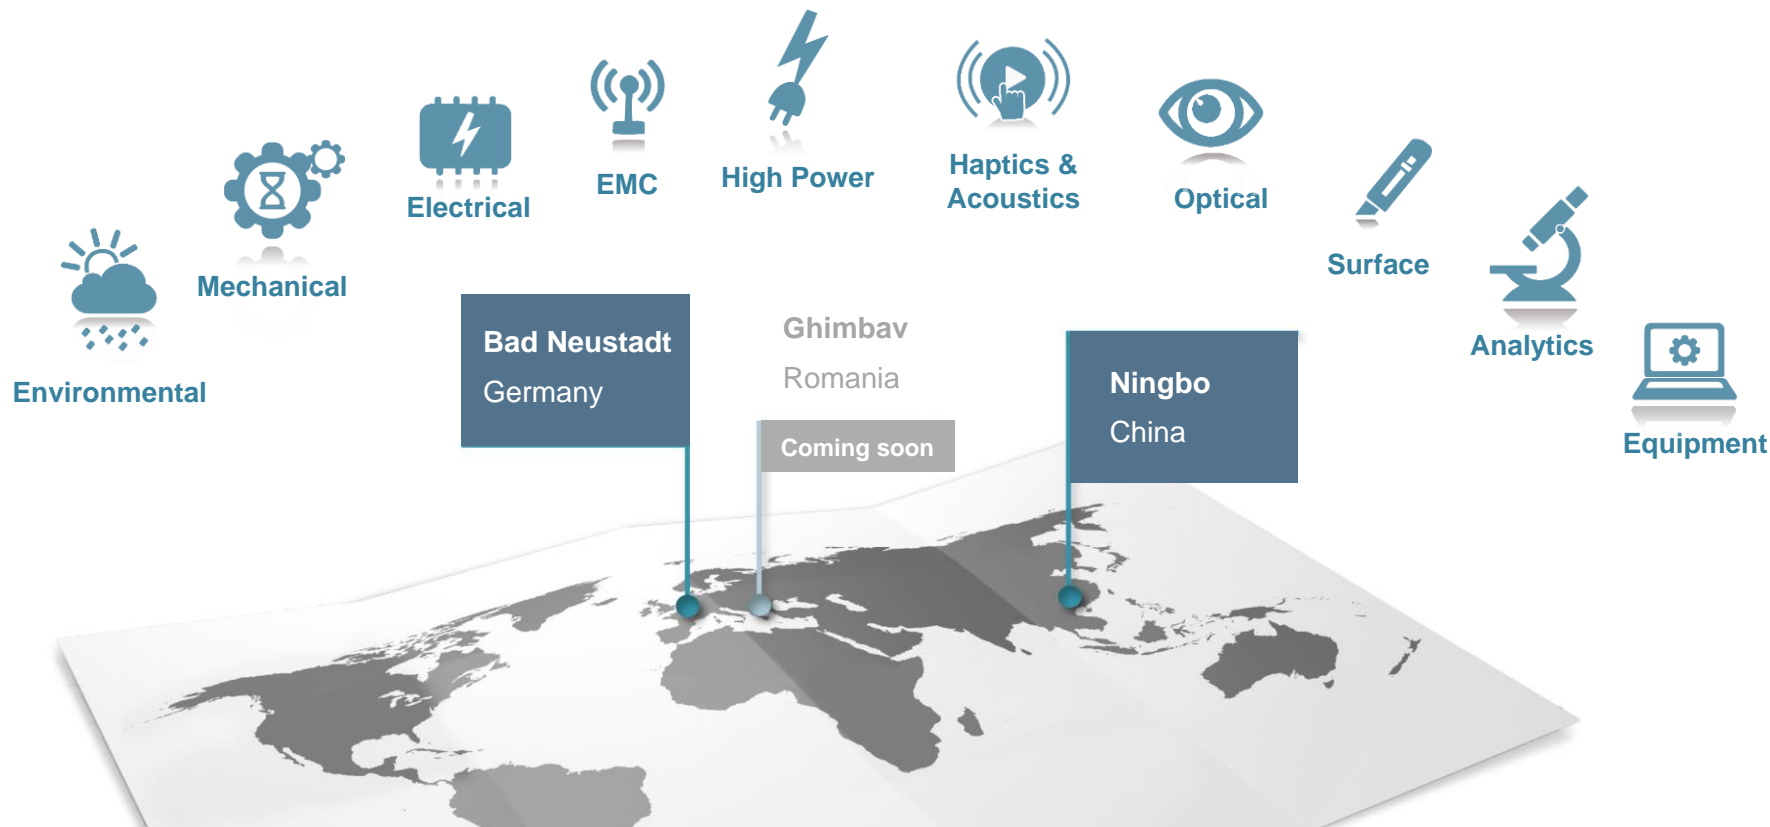 Environmental
Mechanical
Electrical
EMC
High Power
Haptics &
Acoustics
Optical
Surface
Analytics
Equipment
Bad Neustadt
Germany
Ghimbav
Romania
Coming soon
Ningbo
China